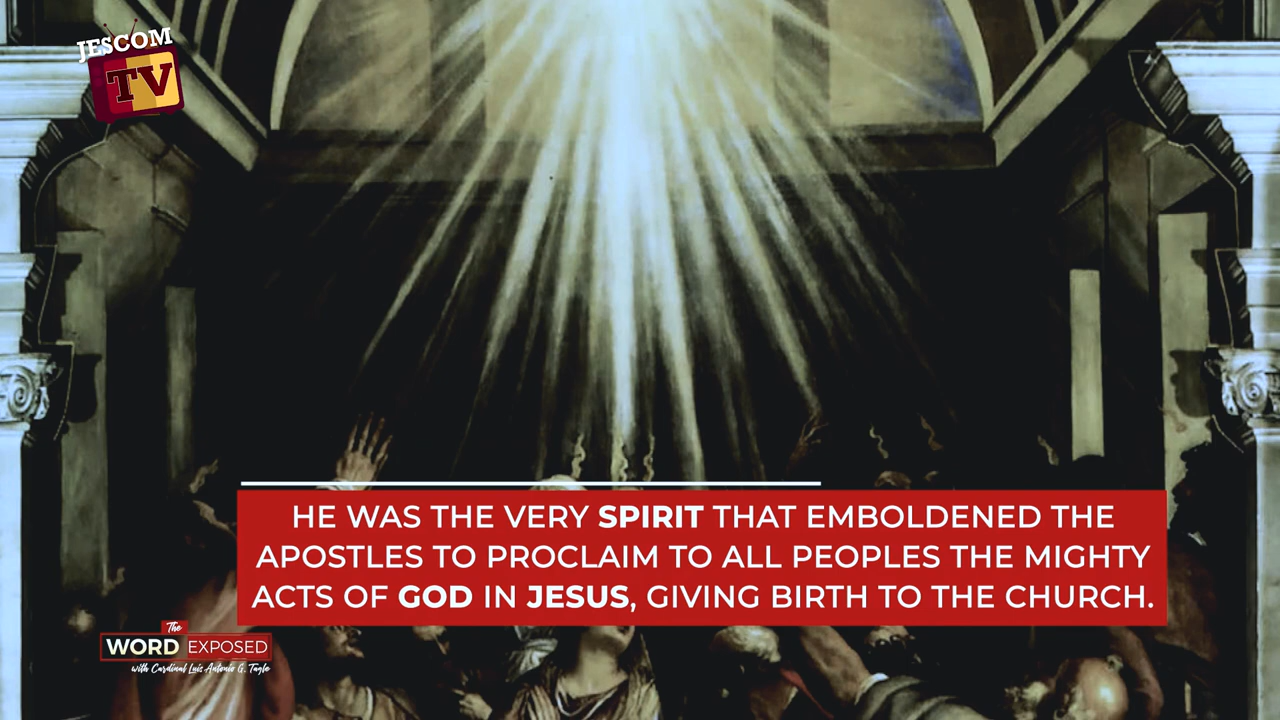 JESCOM
TV
HE WAS THE VERY SPIRIT THAT EMBOLDENED THE
APOSTLES TO PROCLAIM TO ALL PEOPLES THE MIGHTY
ACTS OF GOD IN JESUS, GIVING BIRTH TO THE CHURCH.
The
WORD EXPOSED
with Cardinal Luis Antonio G. Tagle